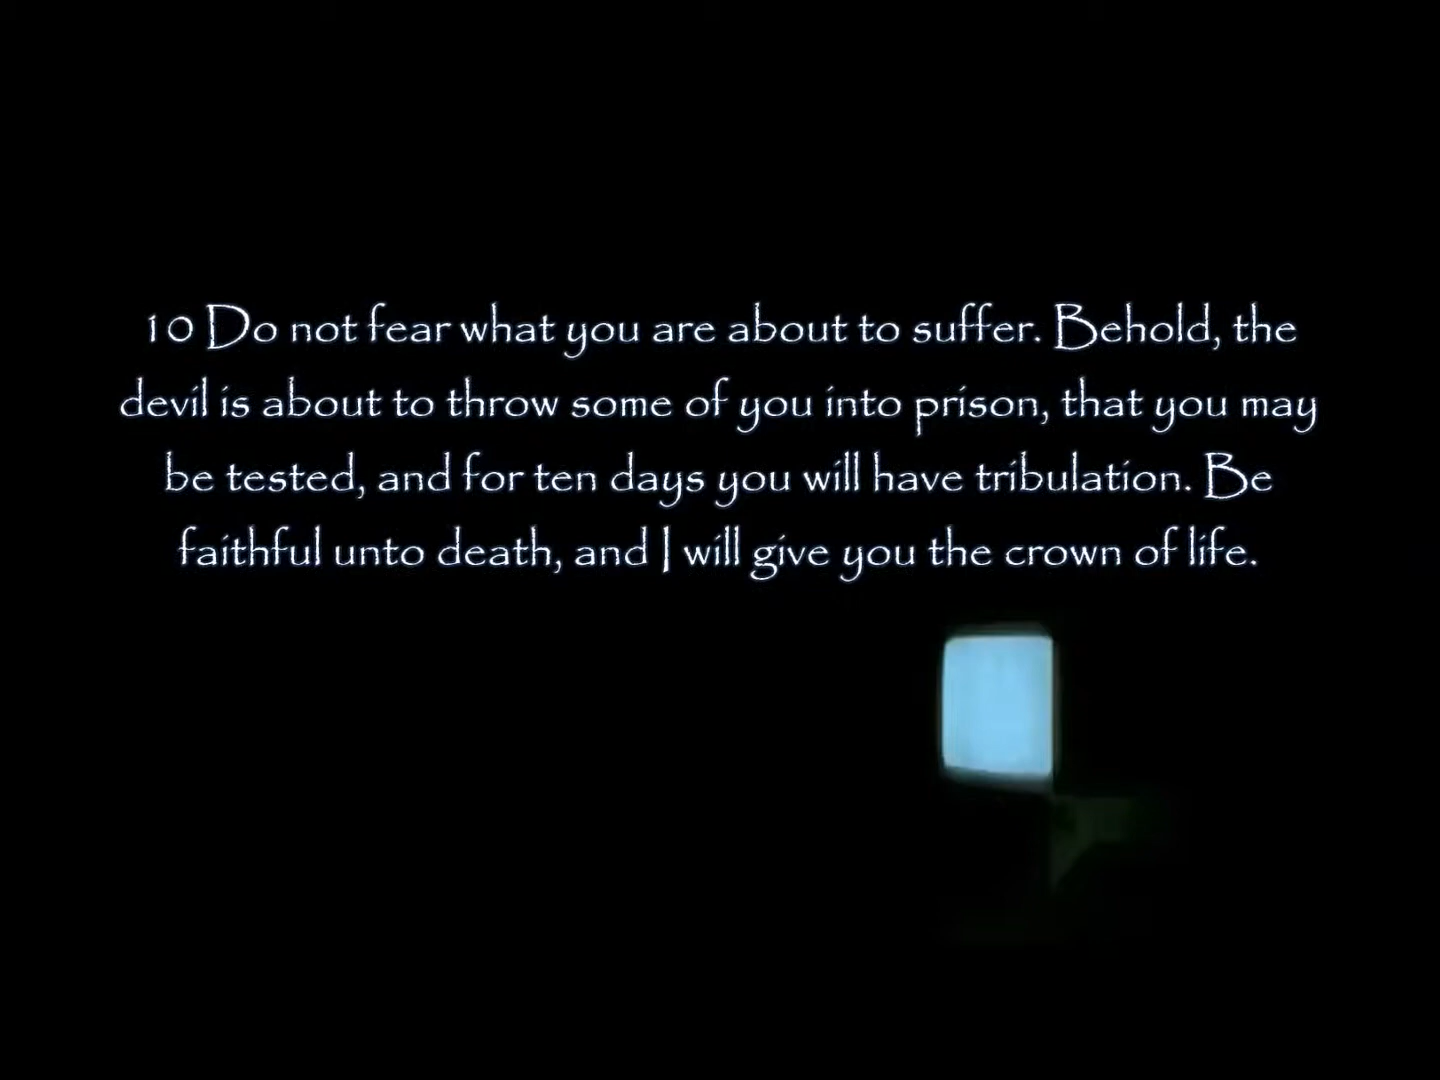 10 Do not fear what you are about to suffer. Behold, the
devil is about to throw some of you into prison, that you may
be tested, and for ten days you will have tribulation. Be
faithful unto death, and I will give you the crown of life.